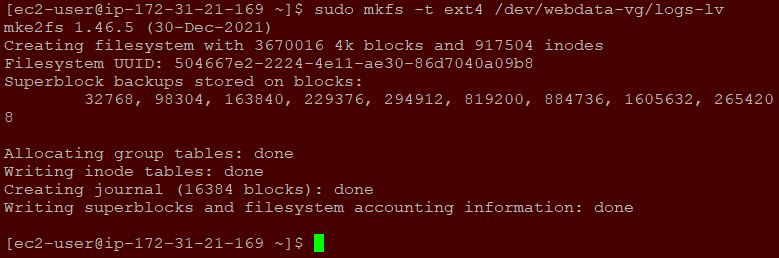 [ec2-user@ip-172-31-21-169 ~]$ sudo mkfs -t ext4 /dev/webdata-vg/logs-lv
mke2fs 1.46.5 (30-Dec-2021)
Creating filesystem with 3670016 4k blocks and 917504 inodes
Filesystem UUID: 504667e2-2224-4e11-ae30-86d7040a09b8
Superblock backups stored on blocks:
        32768, 98304, 163840, 229376, 294912, 819200, 884736, 1605632, 265420
8
Allocating group tables: done
Writing inode tables: done
Creating journal (16384 blocks): done
Writing superblocks and filesystem accounting information: done
[ec2-user@ip-172-31-21-169 ~]$